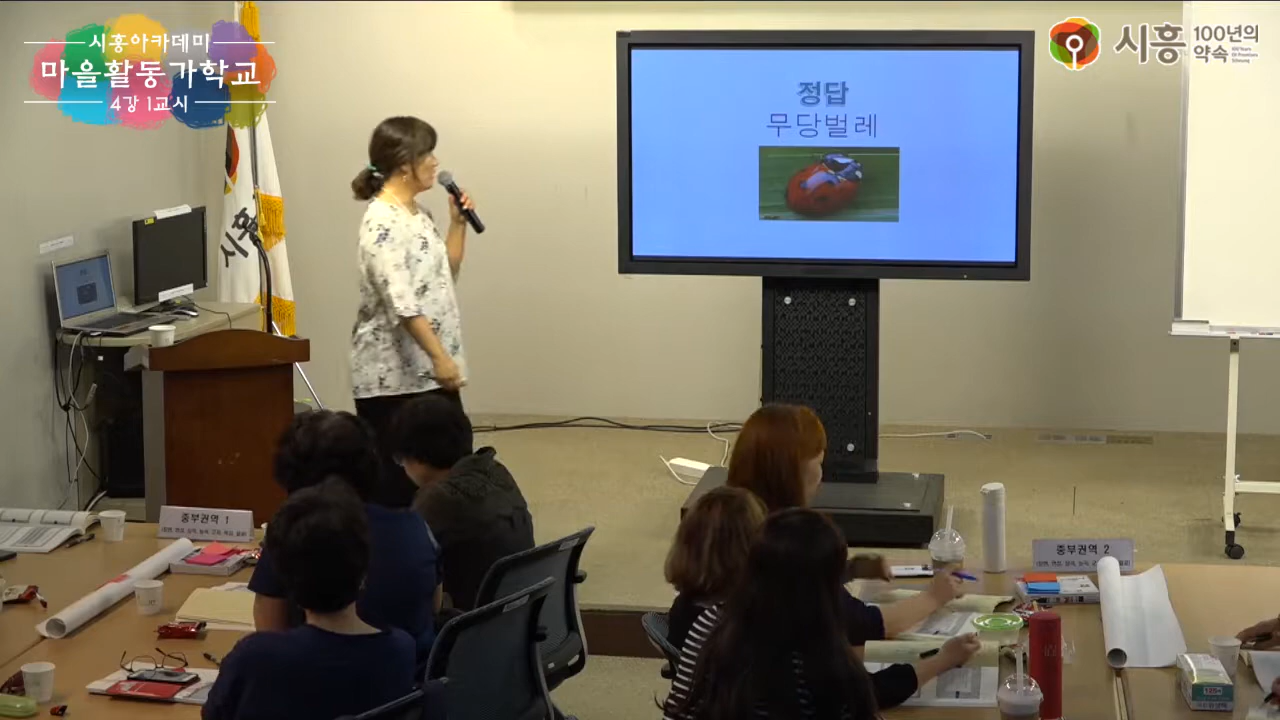 시흥아카데미
마을활동가학교
4강 1교시
시흥
100년의
약속
정답
무당벌레
시흥
중부권역 1
중부권역 2